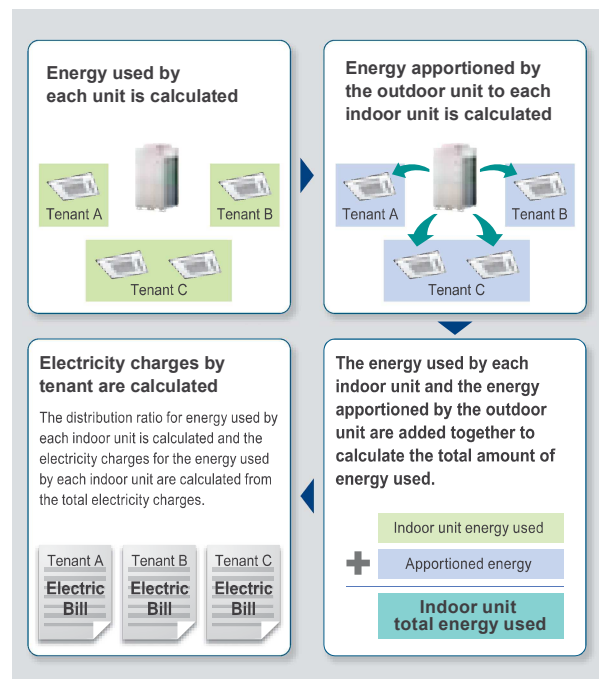 Energy used by
each unit is calculated
Tenant A
Tenant B
Tenant C
Energy apportioned by
the outdoor unit to each
indoor unit is calculated
Tenant A
Tenant B
Tenant C
The energy used by each
indoor unit and the energy
apportioned by the outdoor
unit are added together to
calculate the total amount of
energy used.
Indoor unit energy used
+
Apportioned energy
Indoor unit
total energy used
Electricity charges by
tenant are calculated
The distribution ratio for energy used by
each indoor unit is calculated and the
electricity charges for the energy used
by each indoor unit are calculated from
the total electricity charges.
Tenant A
Electric
Bill
Tenant B
Electric
Bill
Tenant C
Electric
Bill